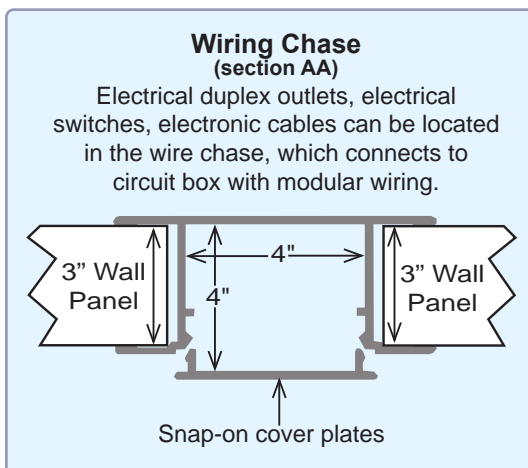 Wiring Chase
(section AA)
Electrical duplex outlets, electrical
switches, electronic cables can be located
in the wire chase, which connects to
circuit box with modular wiring.
3” Wall
Panel
4"
4"
3” Wall
Panel
Snap-on cover plates